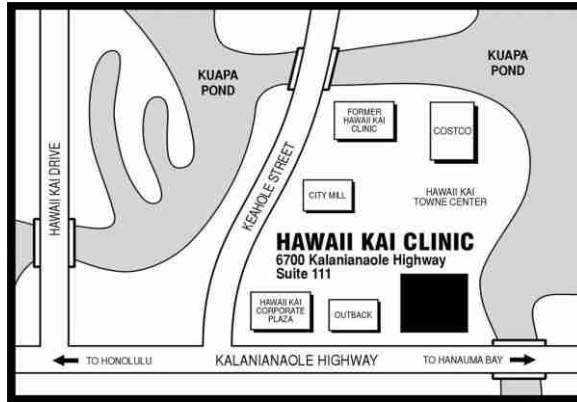 KUAPA
POND
KUAPA
POND
FORMER
HAWAII KAI
CLINIC
COSTCO
HAWAII KAI DRIVE
KEAHOLE STREET
CITY MILL
HAWAII KAI
TOWNE CENTER
HAWAII KAI CLINIC
6700 Kalanianaole Highway
Suite 111
HAWAII KAI
CORPORATE
PLAZA
OUTBACK
TO HONOLULU
KALANIANAOLE HIGHWAY
TO HANAUMA BAY